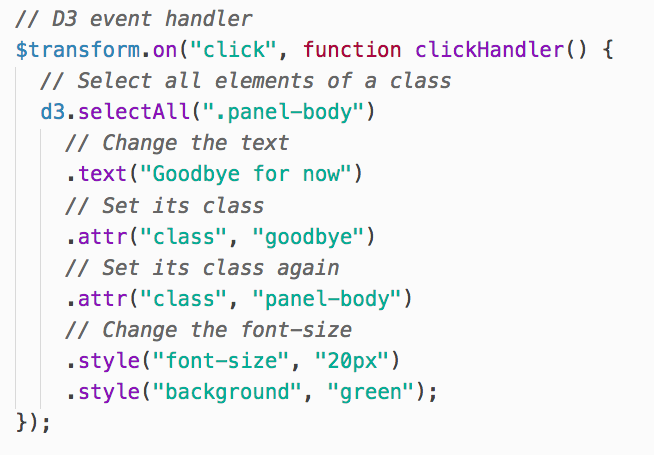 // D3 event handler
$transform.on("click", function clickHandler() {
// Select all elements of a class
d3.selectAll(".panel-body")
// Change the text
.text("Goodbye for now")
// Set its class
.attr("class", "goodbye")
// Set its class again
.attr("class", "panel-body")
// Change the font-size
.style("font-size", "20px")
.style("background", "green");
});